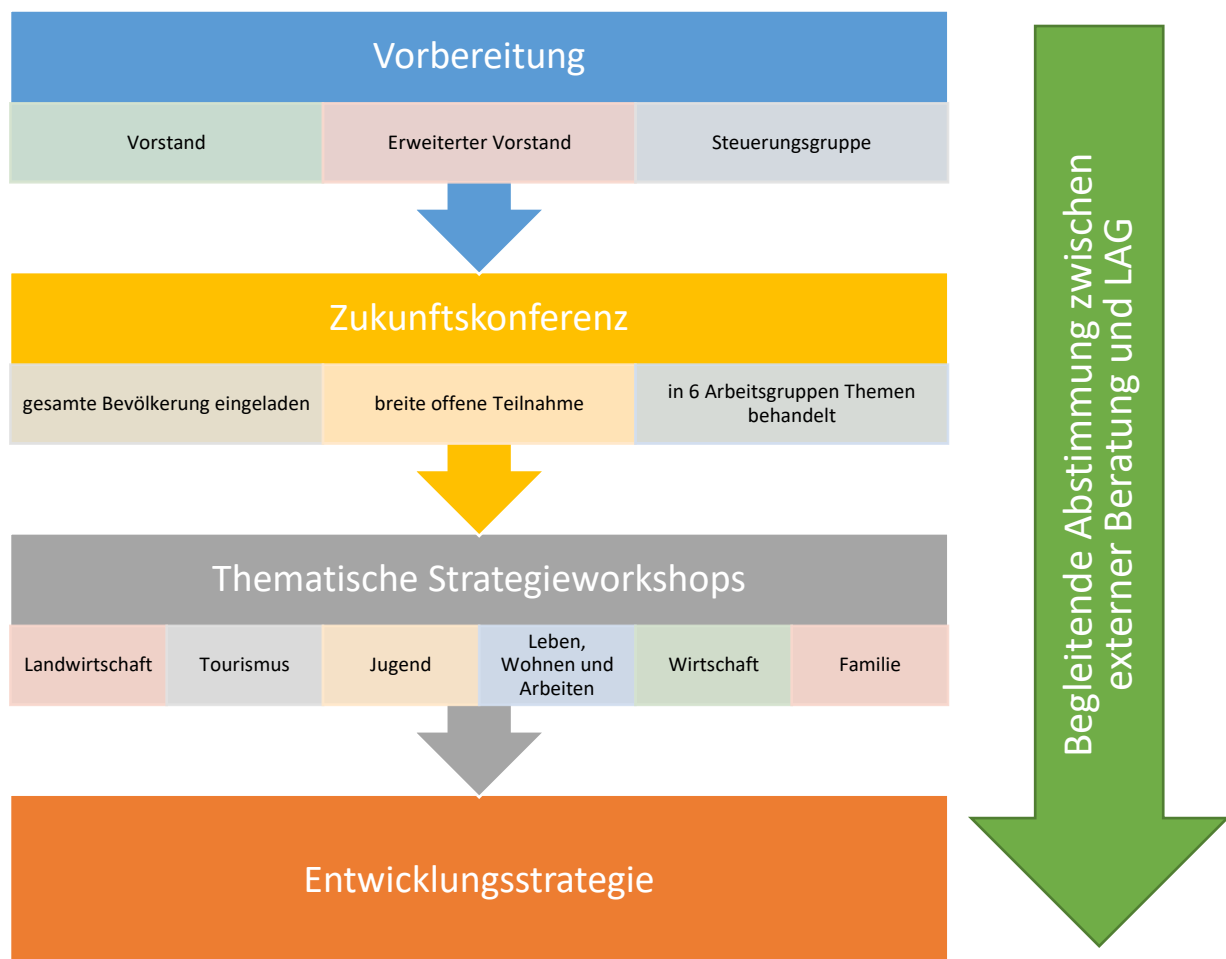 Vorbereitung
Vorstand
Erweiterter Vorstand
Steuerungsgruppe
Zukunftskonferenz
gesamte Bevölkerung eingeladen
breite offene Teilnahme
in 6 Arbeitsgruppen Themen
behandelt
Thematische Strategieworkshops
Landwirtschaft
Tourismus
Jugend
Leben,
Wohnen und
Arbeiten
Wirtschaft
Familie
Entwicklungsstrategie
Begleitende Abstimmung zwischen
externer Beratung und LAG